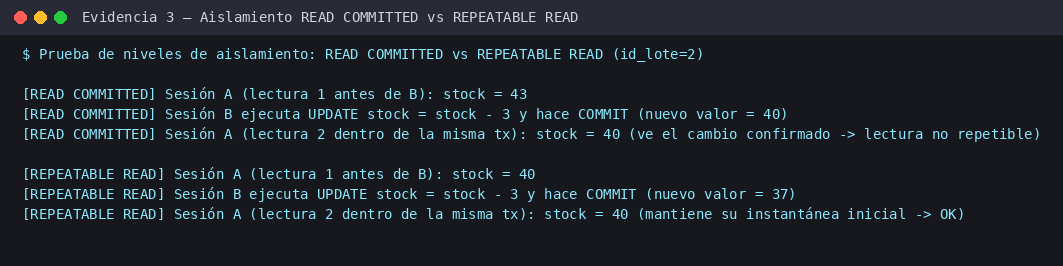 Evidencia 3 — Aislamiento READ COMMITTED vs REPEATABLE READ
$ Prueba de niveles de aislamiento: READ COMMITTED vs REPEATABLE READ (id_lote=2)
[READ COMMITTED] Sesión A (lectura 1 antes de B): stock = 43
[READ COMMITTED] Sesión B ejecuta UPDATE stock = stock - 3 y hace COMMIT (nuevo valor = 40)
[READ COMMITTED] Sesión A (lectura 2 dentro de la misma tx): stock = 40 (ve el cambio confirmado -> lectura no repetible)
[REPEATABLE READ] Sesión A (lectura 1 antes de B): stock = 40
[REPEATABLE READ] Sesión B ejecuta UPDATE stock = stock - 3 y hace COMMIT (nuevo valor = 37)
[REPEATABLE READ] Sesión A (lectura 2 dentro de la misma tx): stock = 40 (mantiene su instantánea inicial -> OK)